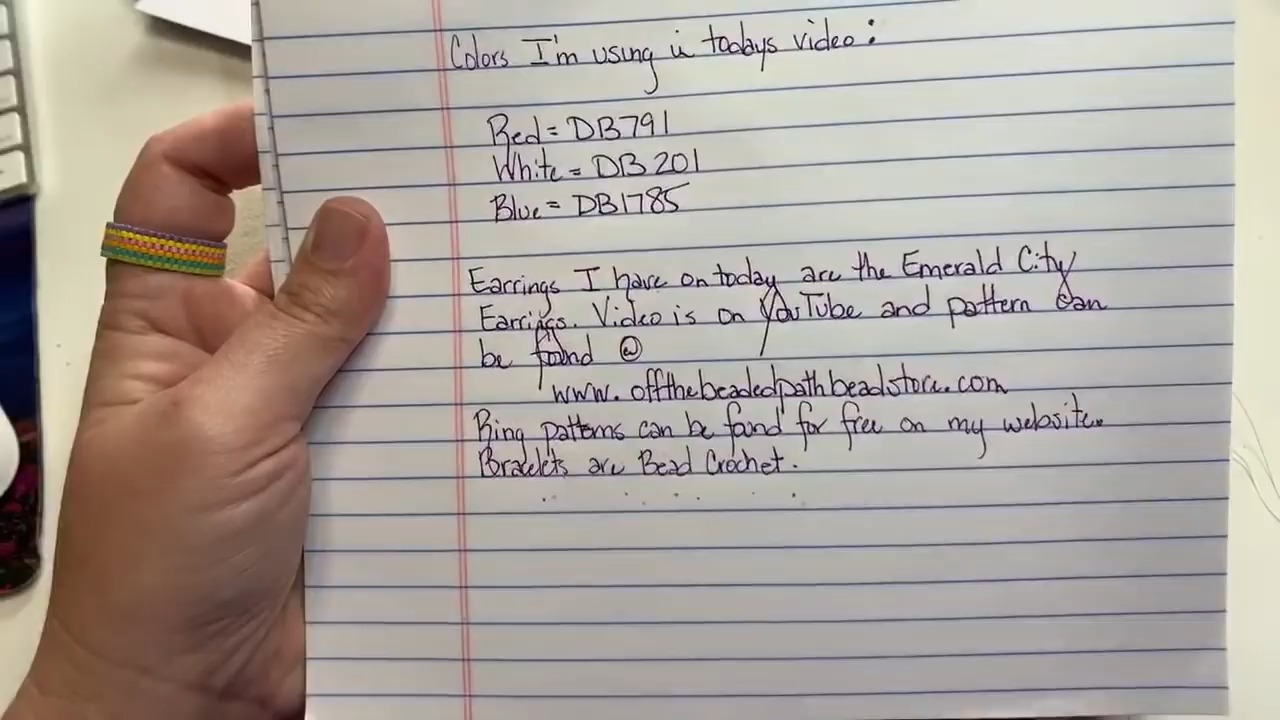 Colors I'm using in todays video:
Red = DB791
White = DB 201
Blue = DB1785
Earrings I have on today are the Emerald City
Earrings. Video is on YouTube and pattern can
be found @
www.offthebeadedpathbeadstore.com
Ring patterns can be found for free on my website.
Bracelets are Bead Crochet.